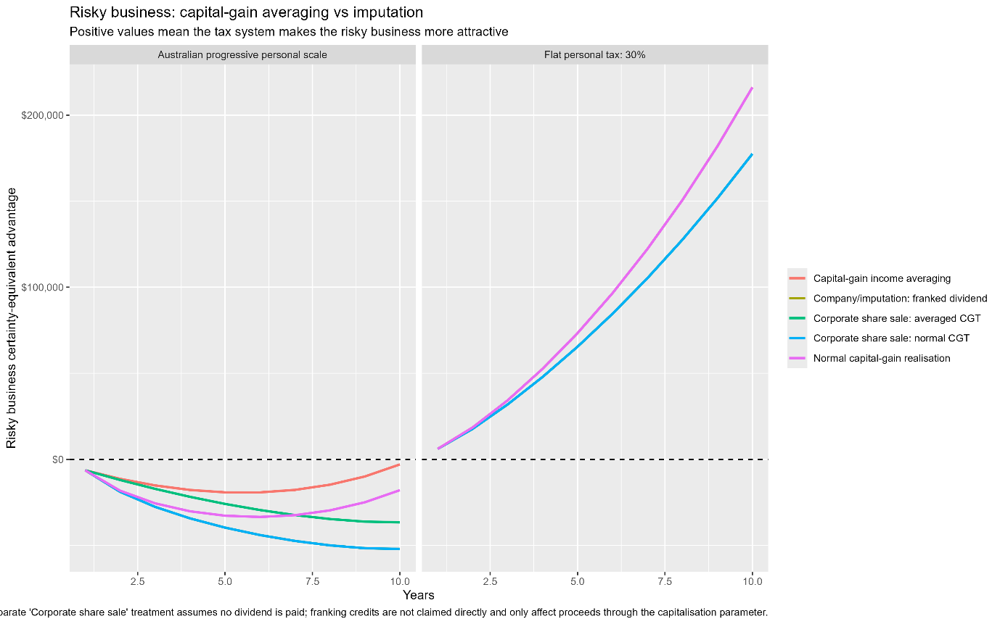 Risky business: capital-gain averaging vs imputation
Positive values mean the tax system makes the risky business more attractive
Australian progressive personal scale
Flat personal tax: 30%
Risky business certainty-equivalent advantage
$200,000
$100,000
$0
2.5 5.0 7.5 10.0
2.5 5.0 7.5 10.0
Years
Capital-gain income averaging
Company/imputation: franked dividend
Corporate share sale: averaged CGT
Corporate share sale: normal CGT
Normal capital-gain realisation
'Corporate share sale' treatment assumes no dividend is paid; franking credits are not claimed directly and only affect proceeds through the capitalisation parameter.